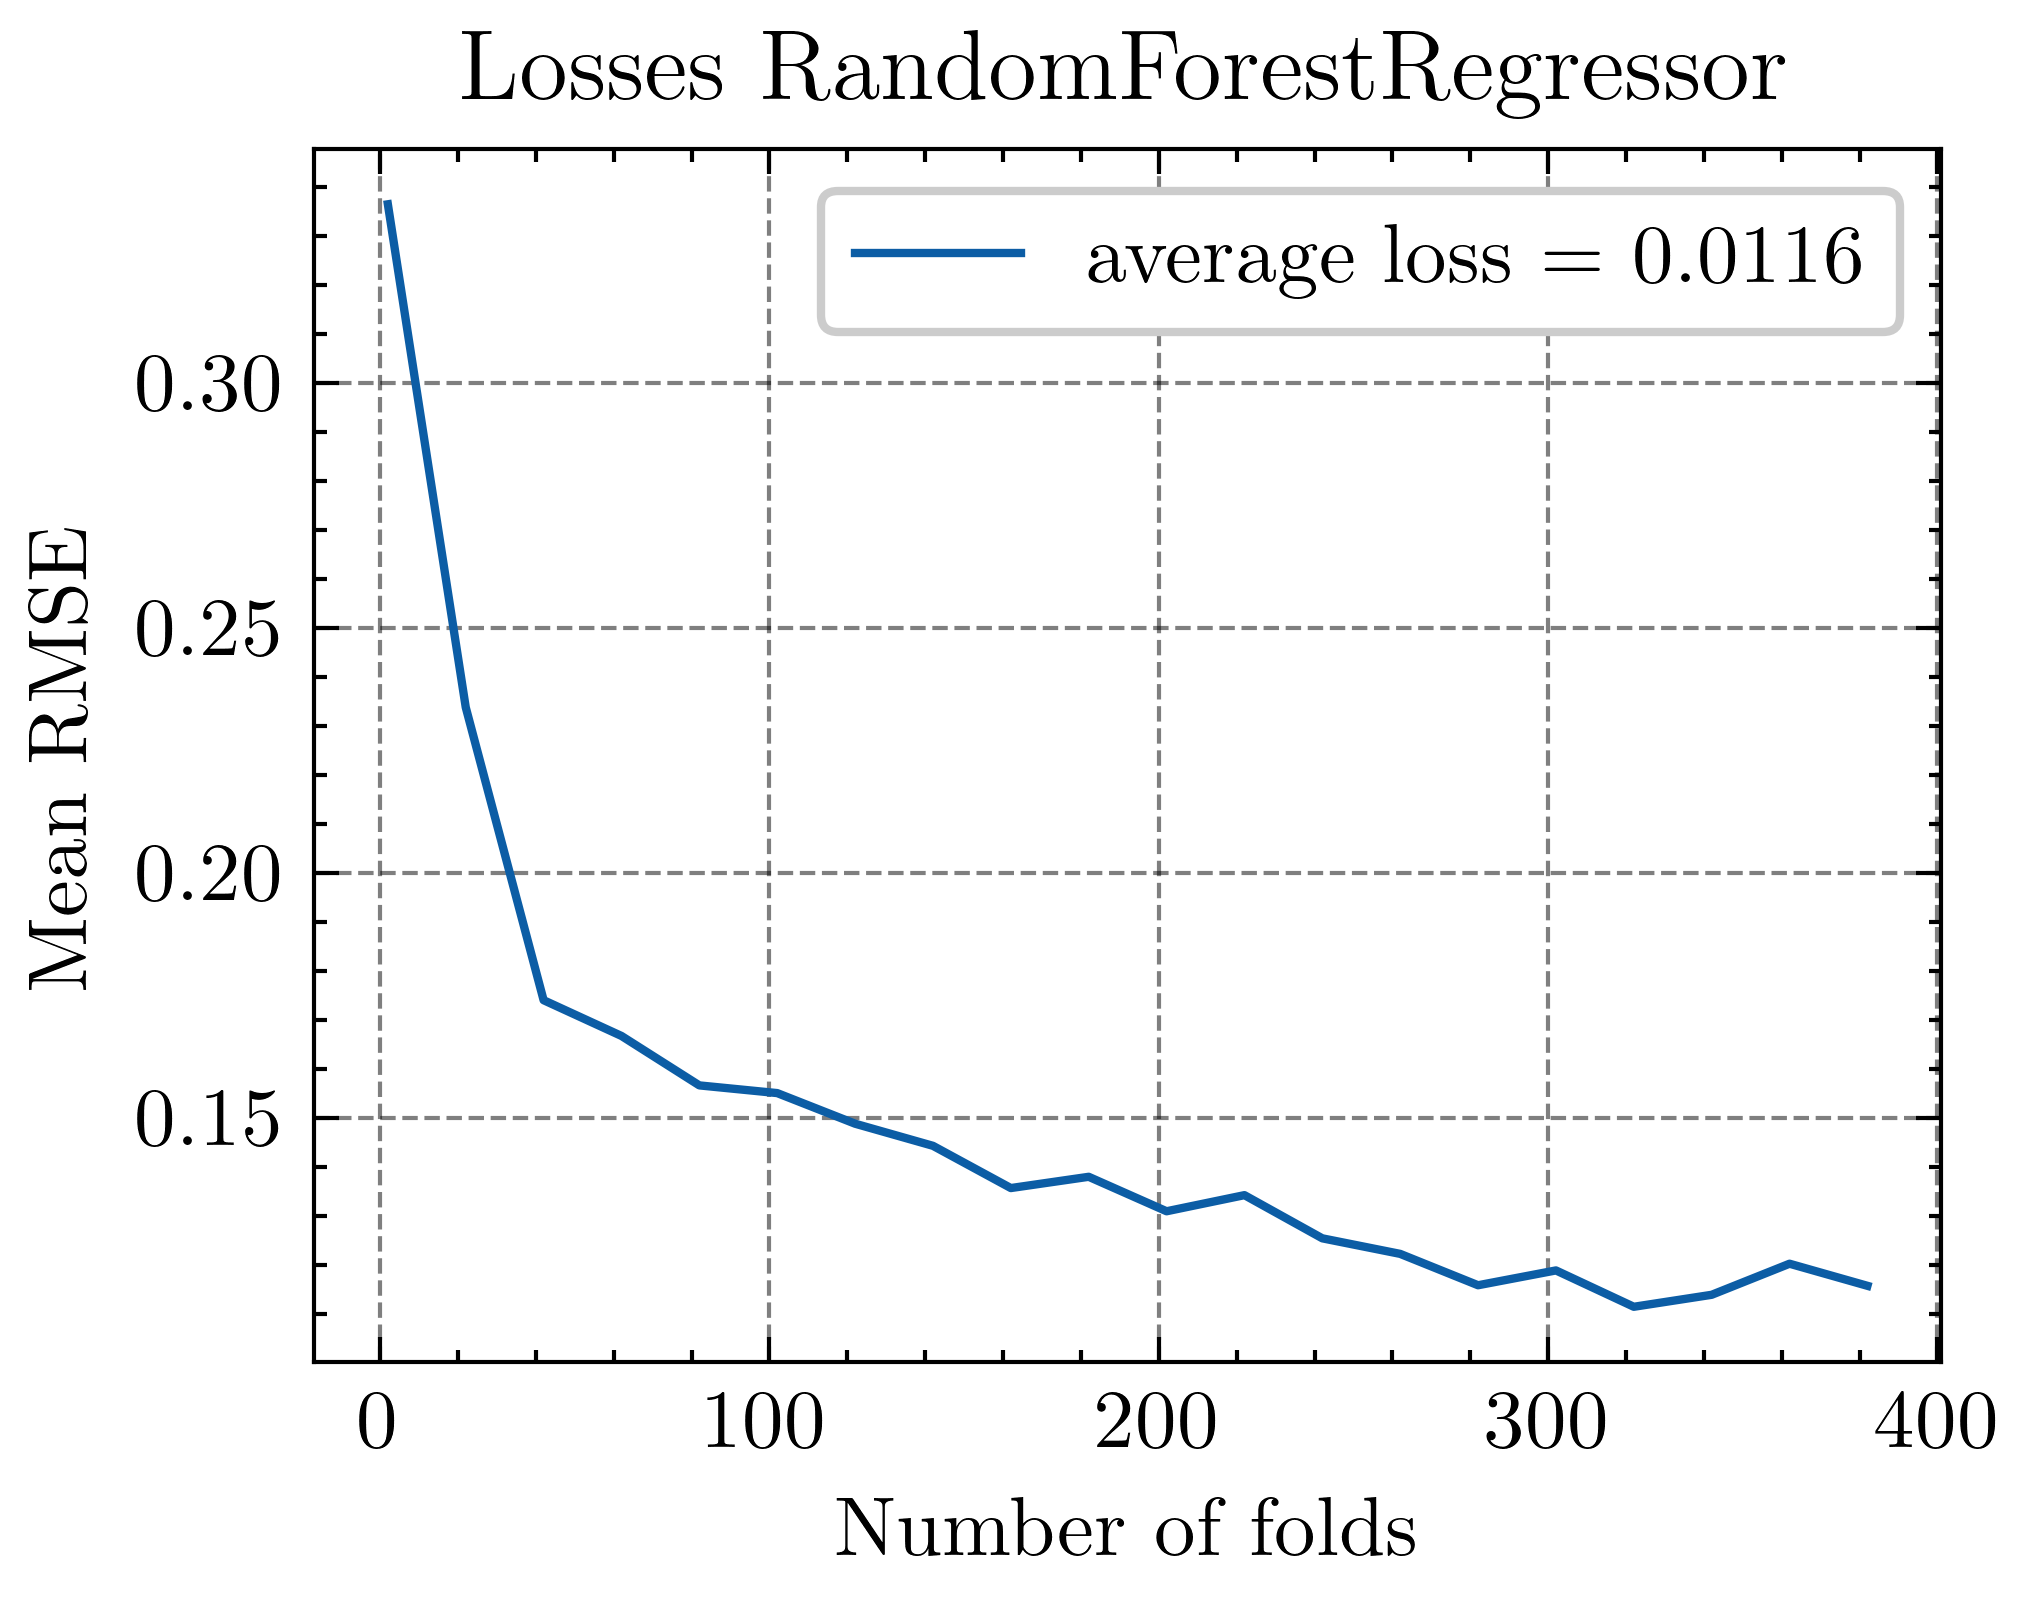 Losses RandomForestRegressor
average loss = 0.0116
Mean RMSE
0.30
0.25
0.20
0.15
0 100 200 300 400
Number of folds